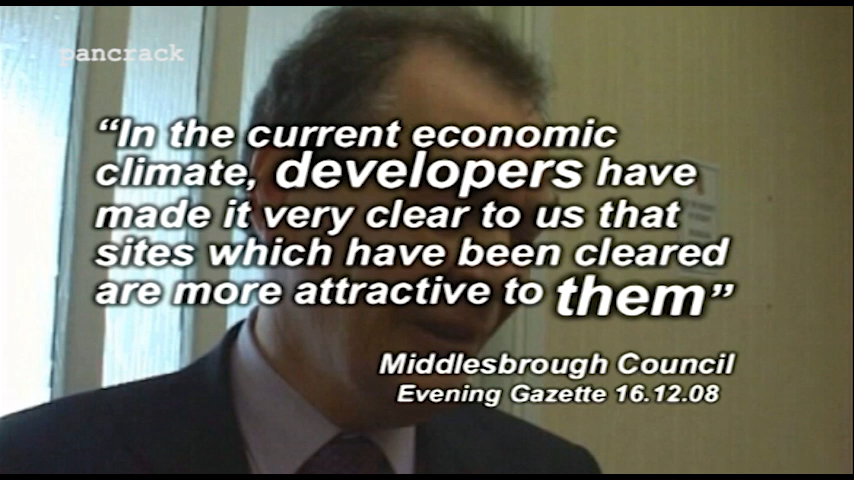 pancrack
“In the current economic
climate, developers have
made it very clear to us that
sites which have been cleared
are more attractive to them”
Middlesbrough Council
Evening Gazette 16.12.08